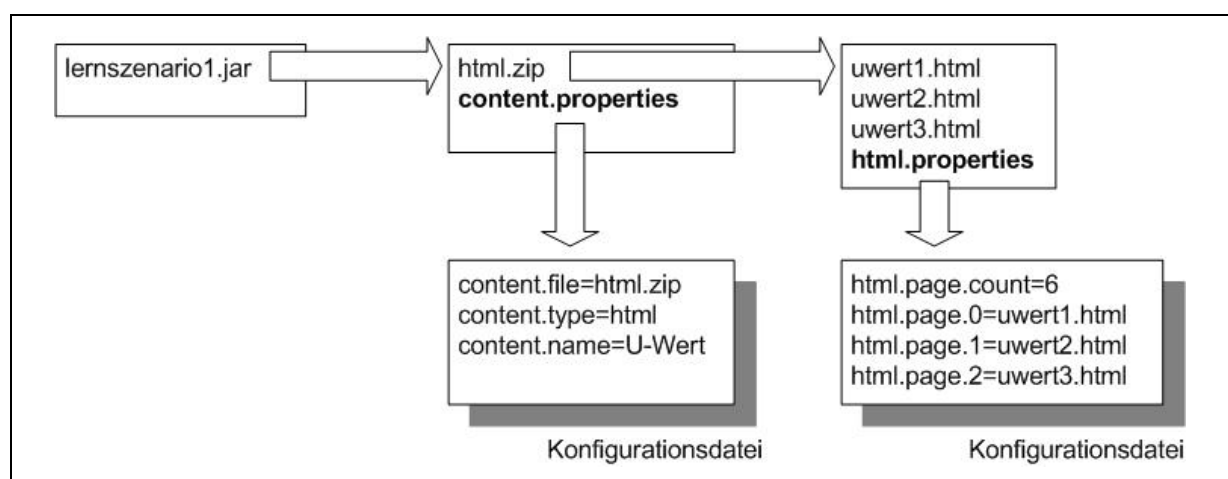 lernszenario1.jar
html.zip
content.properties
uwert1.html
uwert2.html
uwert3.html
html.properties
content.file=html.zip
content.type=html
content.name=U-Wert
Konfigurationsdatei
html.page.count=6
html.page.0=uwert1.html
html.page.1=uwert2.html
html.page.2=uwert3.html
Konfigurationsdatei